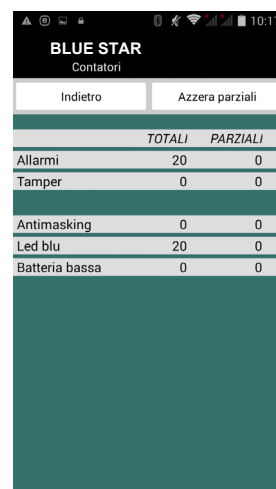 10:17
BLUE STAR
Contatori
Indietro Azzera parziali
TOTALI PARZIALI
Allarmi 20 0
Tamper 0 0
Antimasking 0 0
Led blu 20 0
Batteria bassa 0 0